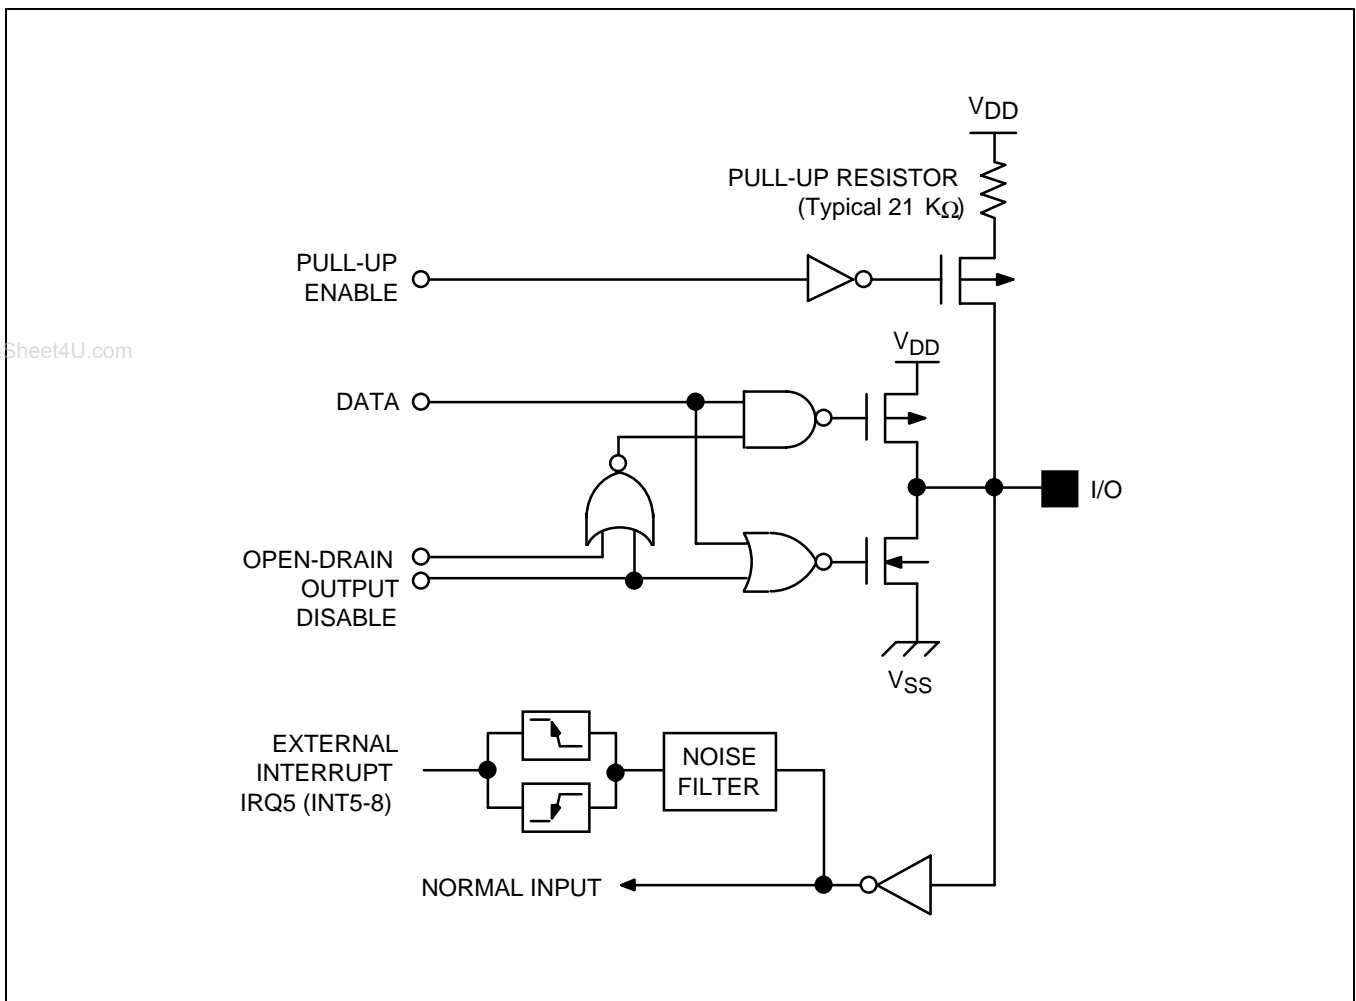 VDD
PULL-UP RESISTOR
(Typical 21 KΩ)
PULL-UP
ENABLE
Sheet4U.com
VDD
DATA
I/O
OPEN-DRAIN
OUTPUT
DISABLE
VSS
EXTERNAL
INTERRUPT
IRQ5 (INT5-8)
NOISE
FILTER
NORMAL INPUT